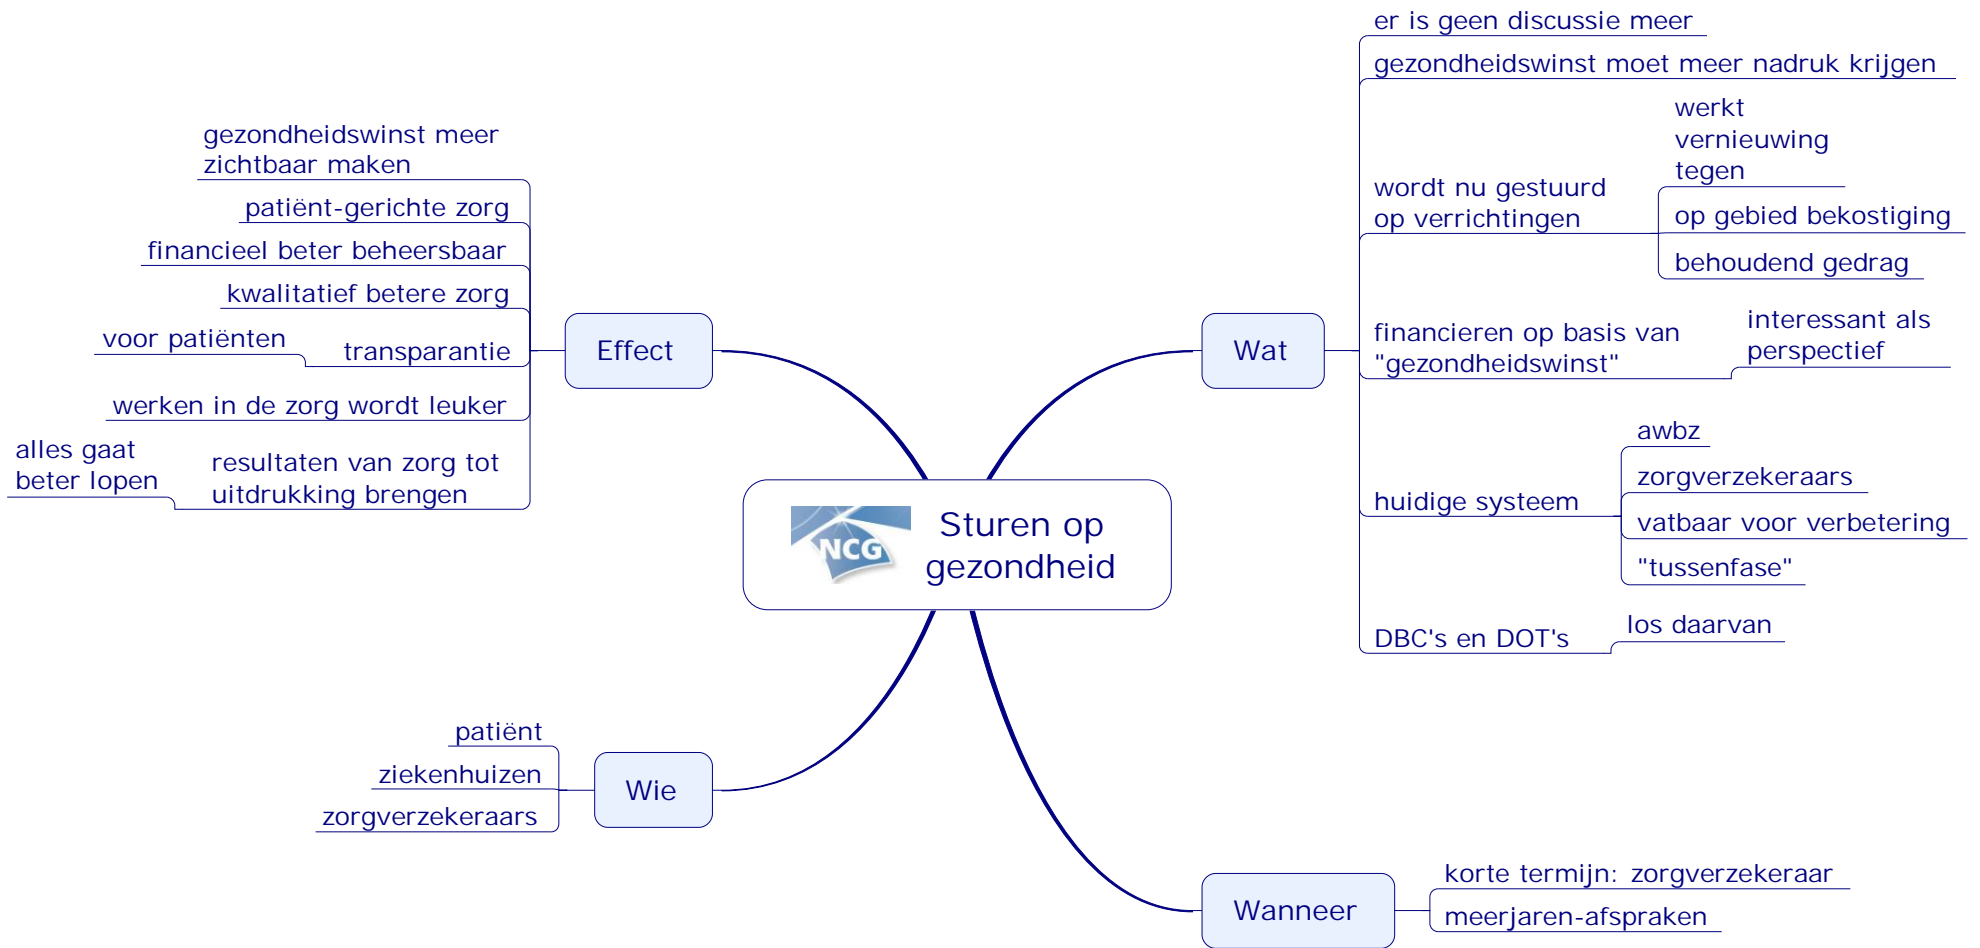 er is geen discussie meer
gezondheidswinst moet meer nadruk krijgen
werkt
vernieuwing
tegen
wordt nu gestuurd
op verrichtingen
op gebied bekostiging
behoudend gedrag
financieren op basis van
"gezondheidswinst"
interessant als
perspectief
Wat
awbz
zorgverzekeraars
huidige systeem
vatbaar voor verbetering
"tussenfase"
DBC's en DOT's
los daarvan
gezondheidswinst meer
zichtbaar maken
patiënt-gerichte zorg
financieel beter beheersbaar
kwalitatief betere zorg
voor patiënten
transparantie
Effect
werken in de zorg wordt leuker
alles gaat
beter lopen
resultaten van zorg tot
uitdrukking brengen
NCG
Sturen op
gezondheid
patiënt
ziekenhuizen
zorgverzekeraars
Wie
Wanneer
korte termijn: zorgverzekeraar
meerjaren-afspraken